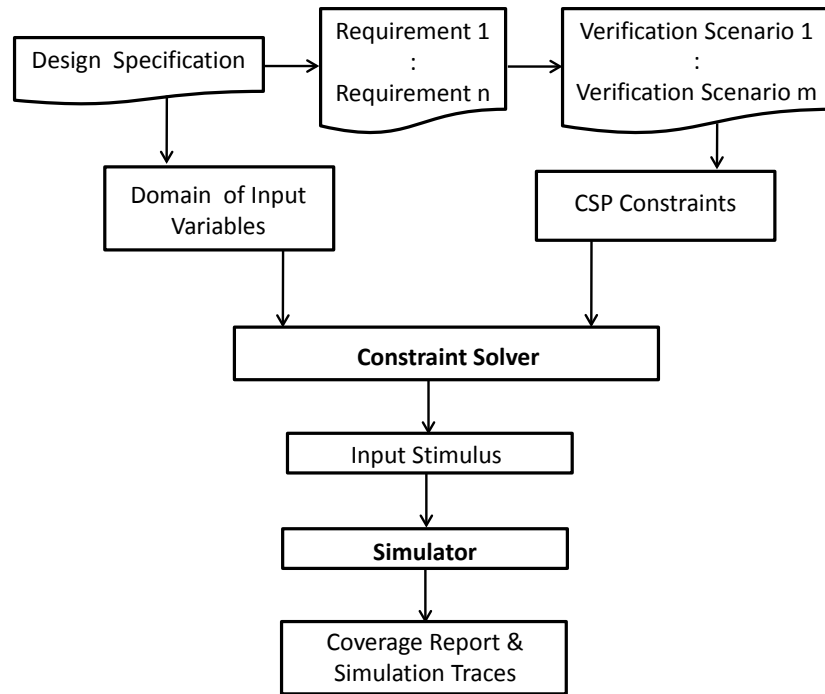 Design Specification
Requirement 1
:
Requirement n
Verification Scenario 1
:
Verification Scenario m
Domain of Input
Variables
CSP Constraints
Constraint Solver
Input Stimulus
Simulator
Coverage Report &
Simulation Traces